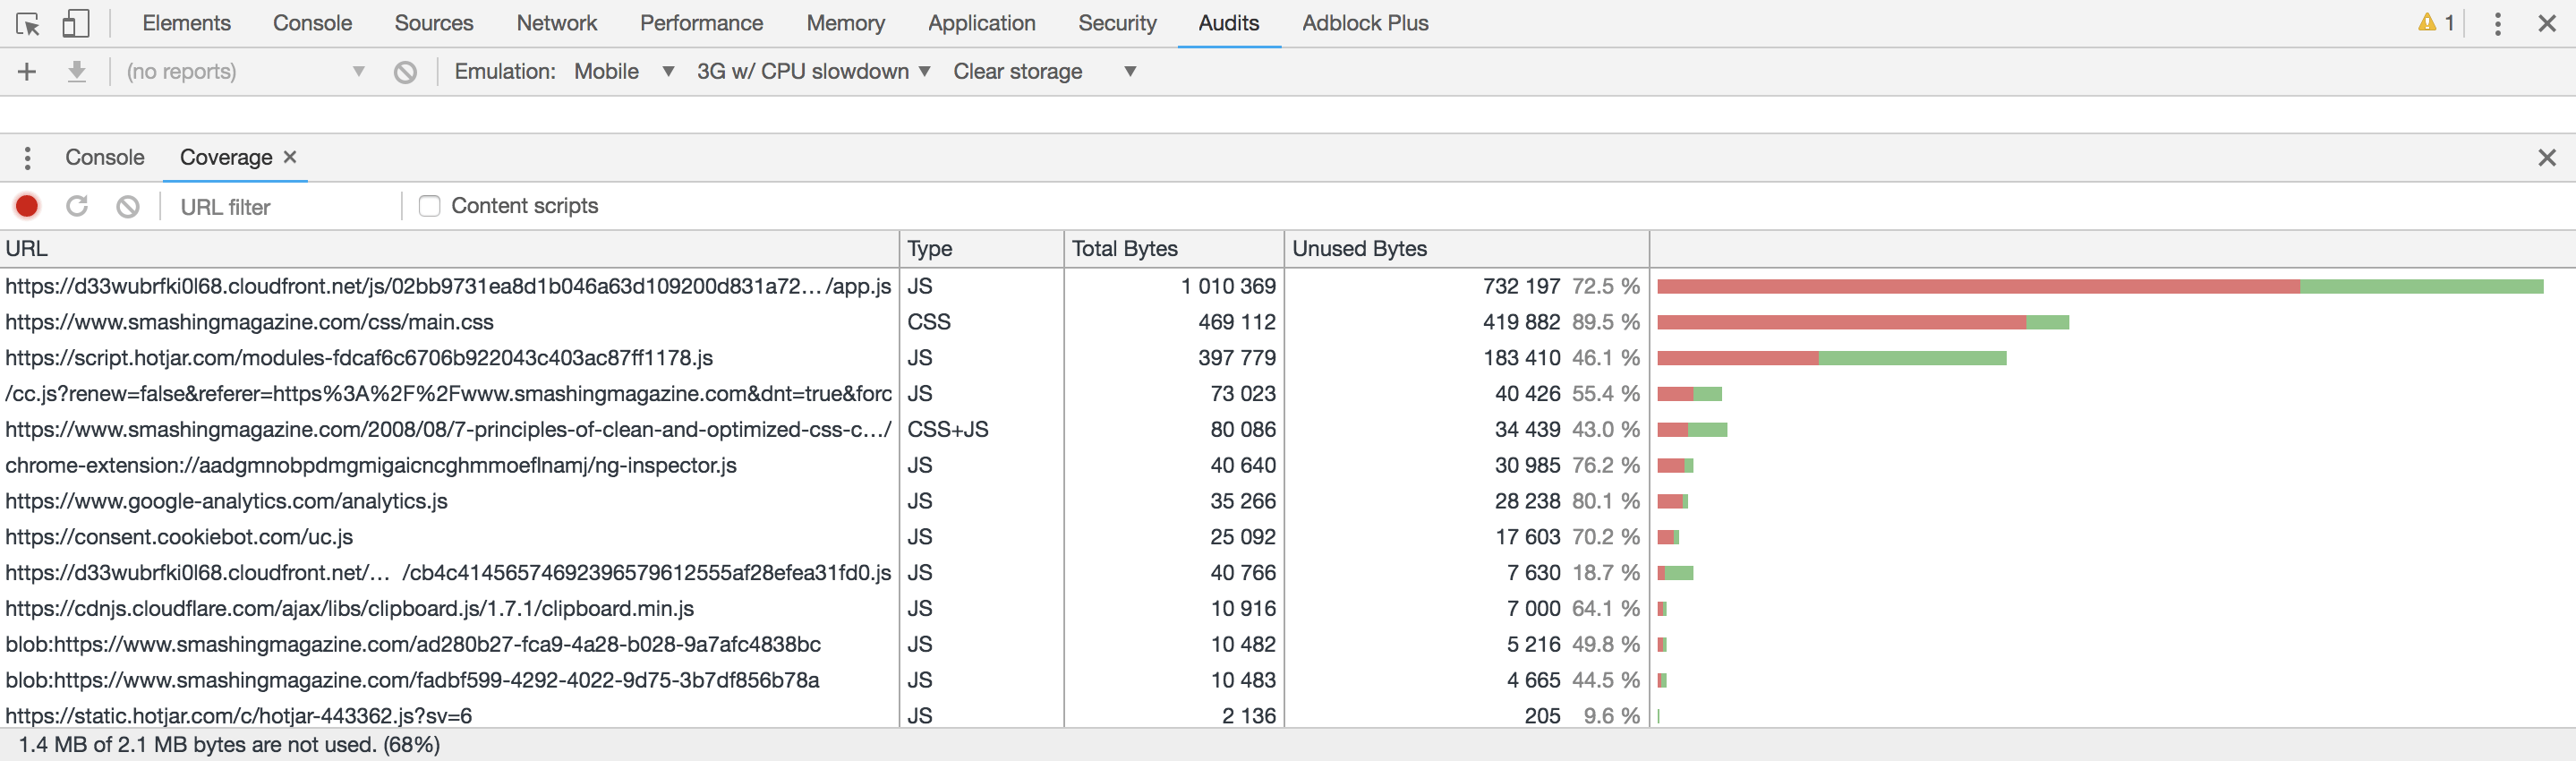 Elements Console Sources Network Performance Memory Application Security Audits Adblock Plus 1
(no reports) Emulation: Mobile 3G w/ CPU slowdown Clear storage
Console Coverage
URL filter Content scripts
URL Type Total Bytes Unused Bytes
https://d33wubrfki0l68.cloudfront.net/js/02bb9731ea8d1b046a63d109200d831a72… /app.js JS 1 010 369 732 197 72.5 %
https://www.smashingmagazine.com/css/main.css CSS 469 112 419 882 89.5 %
https://script.hotjar.com/modules-fdcaf6c6706b922043c403ac87ff1178.js JS 397 779 183 410 46.1 %
/cc.js?renew=false&referer=https%3A%2F%2Fwww.smashingmagazine.com&dnt=true&forc JS 73 023 40 426 55.4 %
https://www.smashingmagazine.com/2008/08/7-principles-of-clean-and-optimized-css-c…/ CSS+JS 80 086 34 439 43.0 %
chrome-extension://aadgmnobpdmgmigaicncghmmoeflnamj/ng-inspector.js JS 40 640 30 985 76.2 %
https://www.google-analytics.com/analytics.js JS 35 266 28 238 80.1 %
https://consent.cookiebot.com/uc.js JS 25 092 17 603 70.2 %
https://d33wubrfki0l68.cloudfront.net/… /cb4c414565746923965796​12555af28efea31fd0.js JS 40 766 7 630 18.7 %
https://cdnjs.cloudflare.com/ajax/libs/clipboard.js/1.7.1/clipboard.min.js JS 10 916 7 000 64.1 %
blob:https://www.smashingmagazine.com/ad280b27-fca9-4a28-b028-9a7afc4838bc JS 10 482 5 216 49.8 %
blob:https://www.smashingmagazine.com/fadbf599-4292-4022-9d75-3b7df856b78a JS 10 483 4 665 44.5 %
https://static.hotjar.com/c/hotjar-443362.js?sv=6 JS 2 136 205 9.6 %
1.4 MB of 2.1 MB bytes are not used. (68%)